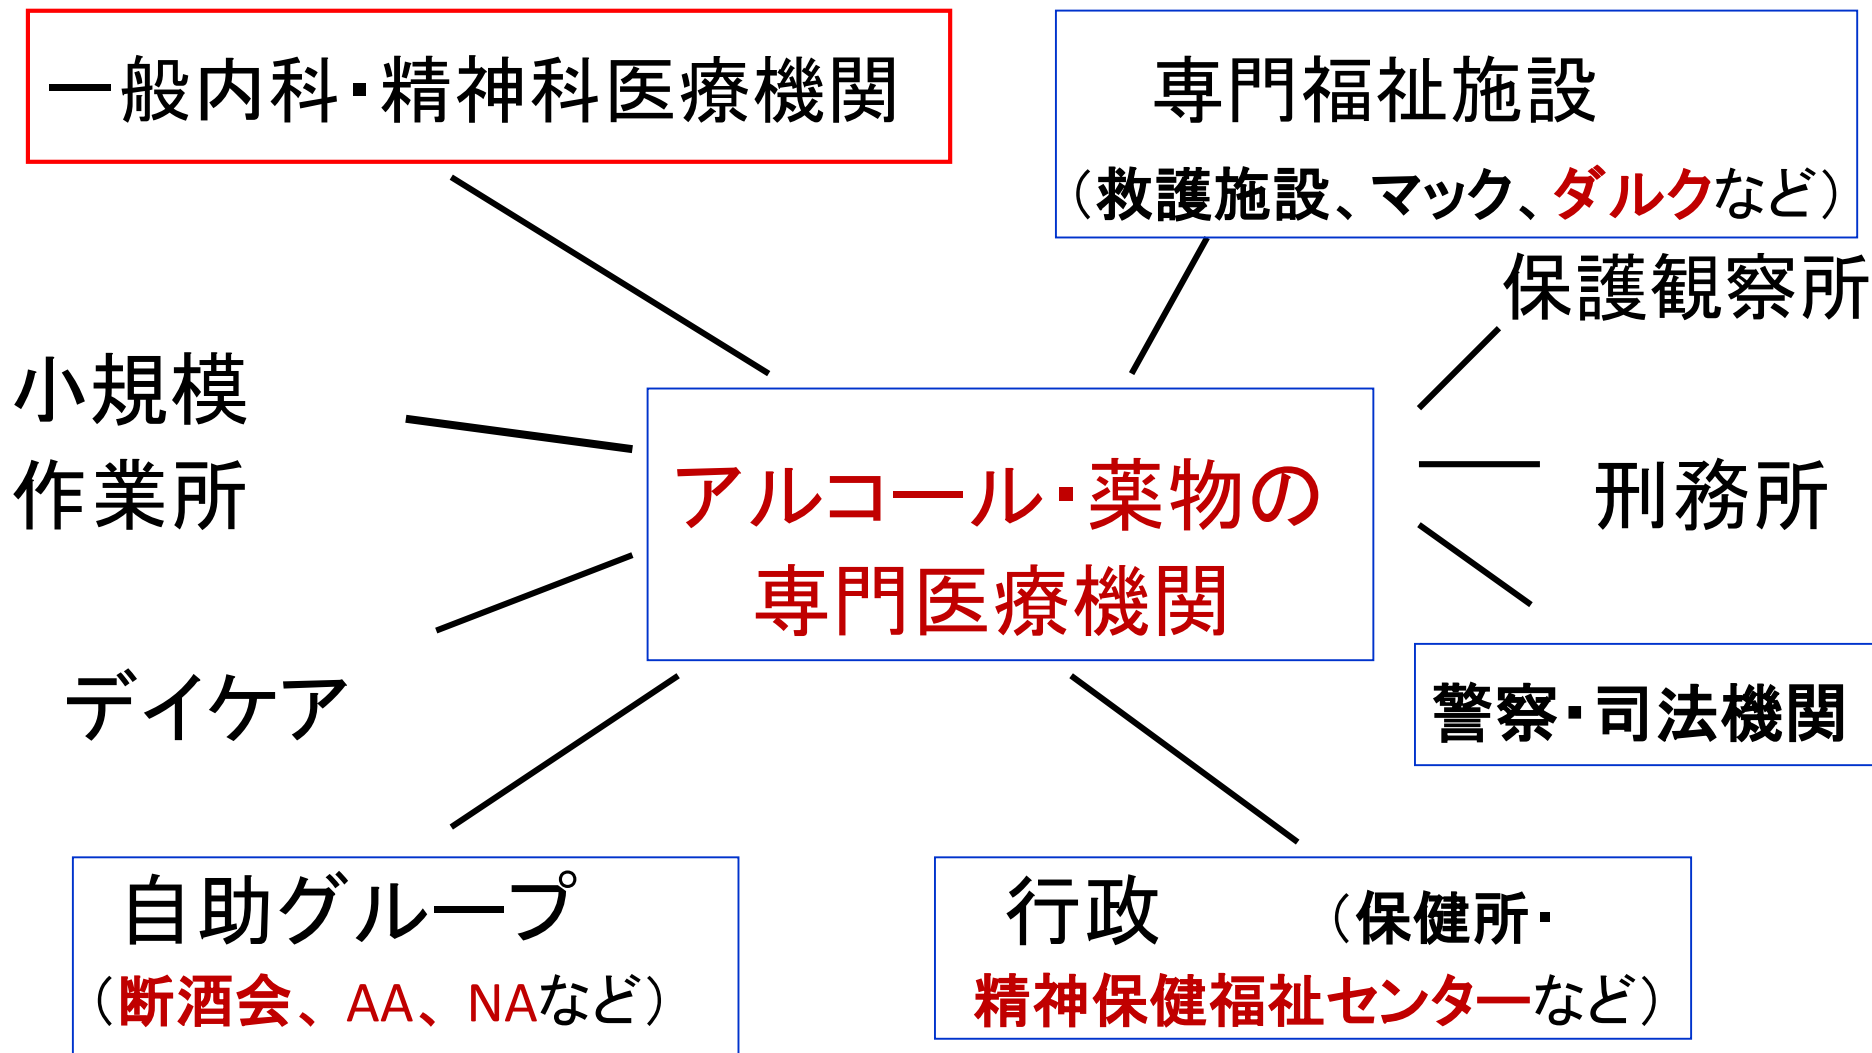 一般内科・精神科医療機関
専門福祉施設
（救護施設、マック、ダルクなど）
保護観察所
小規模
作業所
アルコール・薬物の
専門医療機関
刑務所
デイケア
警察・司法機関
自助グループ
（断酒会、AA、NAなど）
行政　　（保健所・
精神保健福祉センターなど）